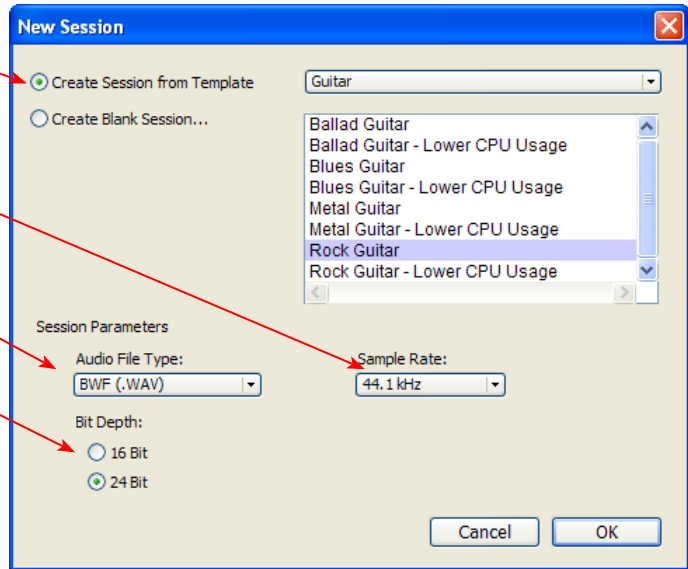 New Session
Create Session from Template
Guitar
Create Blank Session...
Ballad Guitar
Ballad Guitar - Lower CPU Usage
Blues Guitar
Blues Guitar - Lower CPU Usage
Metal Guitar
Metal Guitar - Lower CPU Usage
Rock Guitar
Rock Guitar - Lower CPU Usage
Session Parameters
Audio File Type:
Sample Rate:
BWF (.WAV)
44.1 kHz
Bit Depth:
16 Bit
24 Bit
Cancel
OK